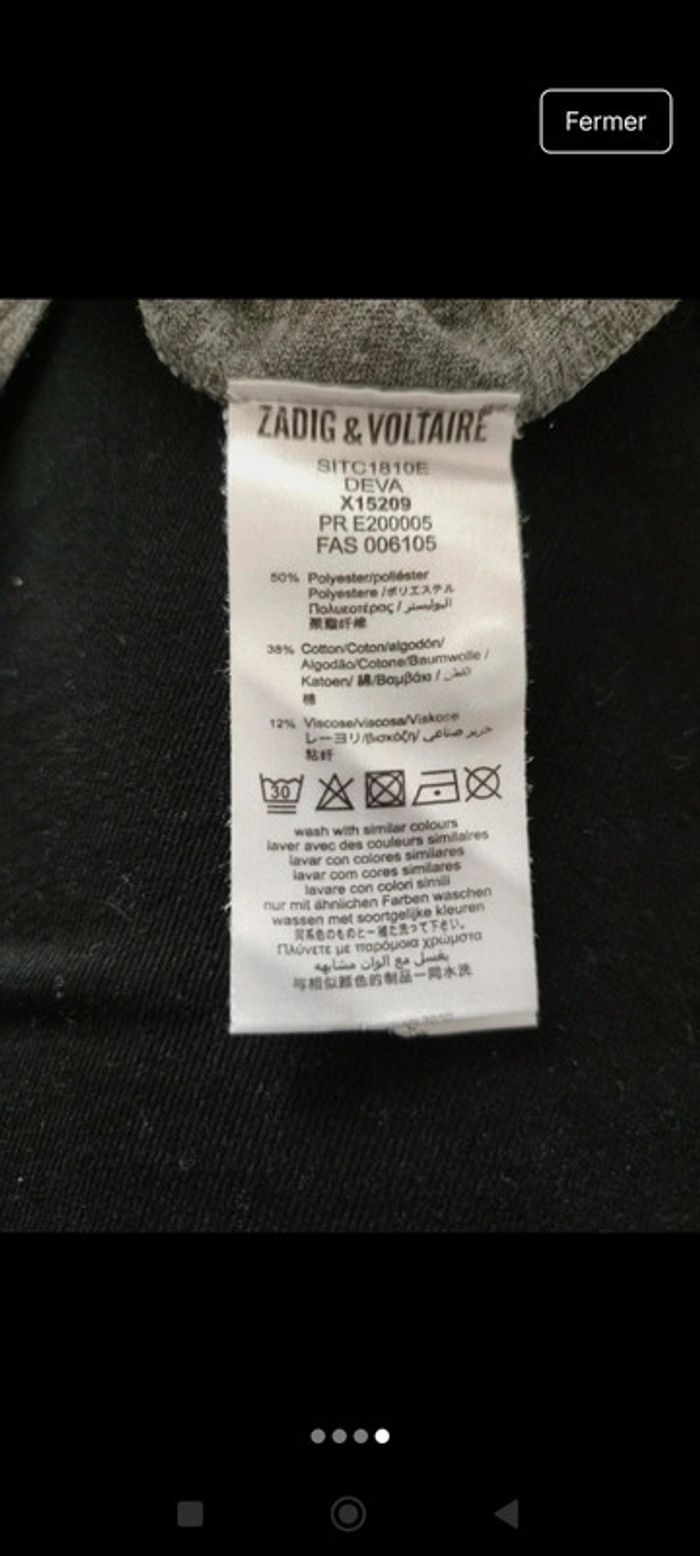 Fermer
ZADIG & VOLTAIRE
SITC1810E
DEVA
X15209
PR E200005
FAS 006105
50% Polyester/poliéster
Polyestere /ポリエステル
Πολυεστέρας / البوليستر
聚酯纤维
38% Cotton/Coton/algodón/
Algodão/Cotone/Baumwolle /
Katoen/ 綿/Βαμβάκι / القطن
棉
12% Viscose/viscosa/Viskose
レーヨリ/βισκόζη/ حرير صناعي
粘纤
30
wash with similar colours
laver avec des couleurs similaires
lavar con colores similares
lavar com cores similares
lavare con colori simili
nur mit ähnlichen Farben waschen
wassen met soortgelijke kleuren
同系色のものと一緒に洗って下さい。
Πλύνετε με παρόμοια χρώματα
يغسل مع الوان مشابهه
与相似颜色的制品一同水洗